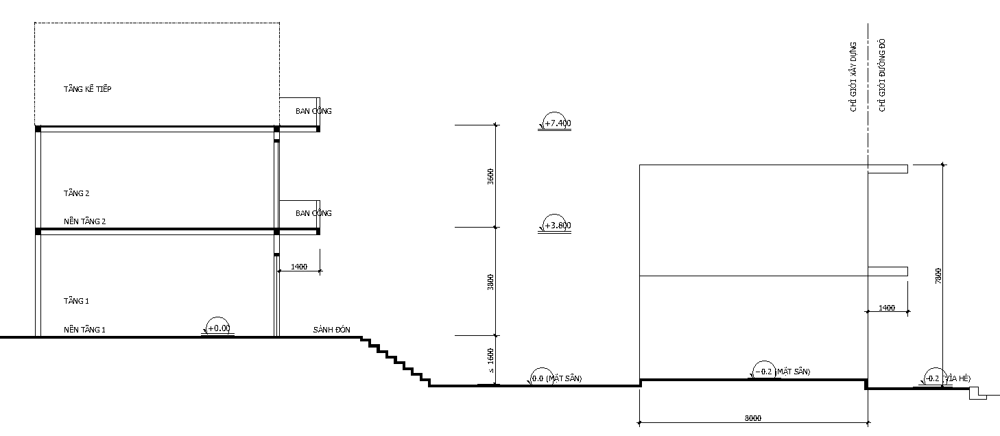 TẦNG KẾ TIẾP
BAN CÔNG
TẦNG 2
BAN CÔNG
NỀN TẦNG 2
1400
TẦNG 1
NỀN TẦNG 1
+0.00
SẢNH ĐÓN
3600
3800
≤ 1600
+7.400
+3.800
0.0 (MẶT SÂN)
CHỈ GIỚI XÂY DỰNG
CHỈ GIỚI ĐƯỜNG ĐỎ
7800
1400
-0.2 (MẶT SÂN)
-0.2 (VỈA HÈ)
8000